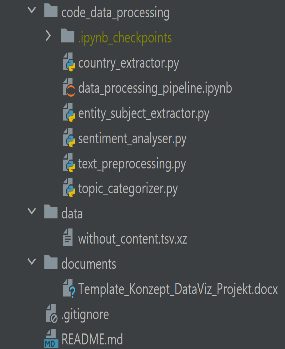 code_data_processing
.ipynb_checkpoints
country_extractor.py
data_processing_pipeline.ipynb
entity_subject_extractor.py
sentiment_analyser.py
text_preprocessing.py
topic_categorizer.py
data
without_content.tsv.xz
documents
Template_Konzept_DataViz_Projekt.docx
.gitignore
README.md